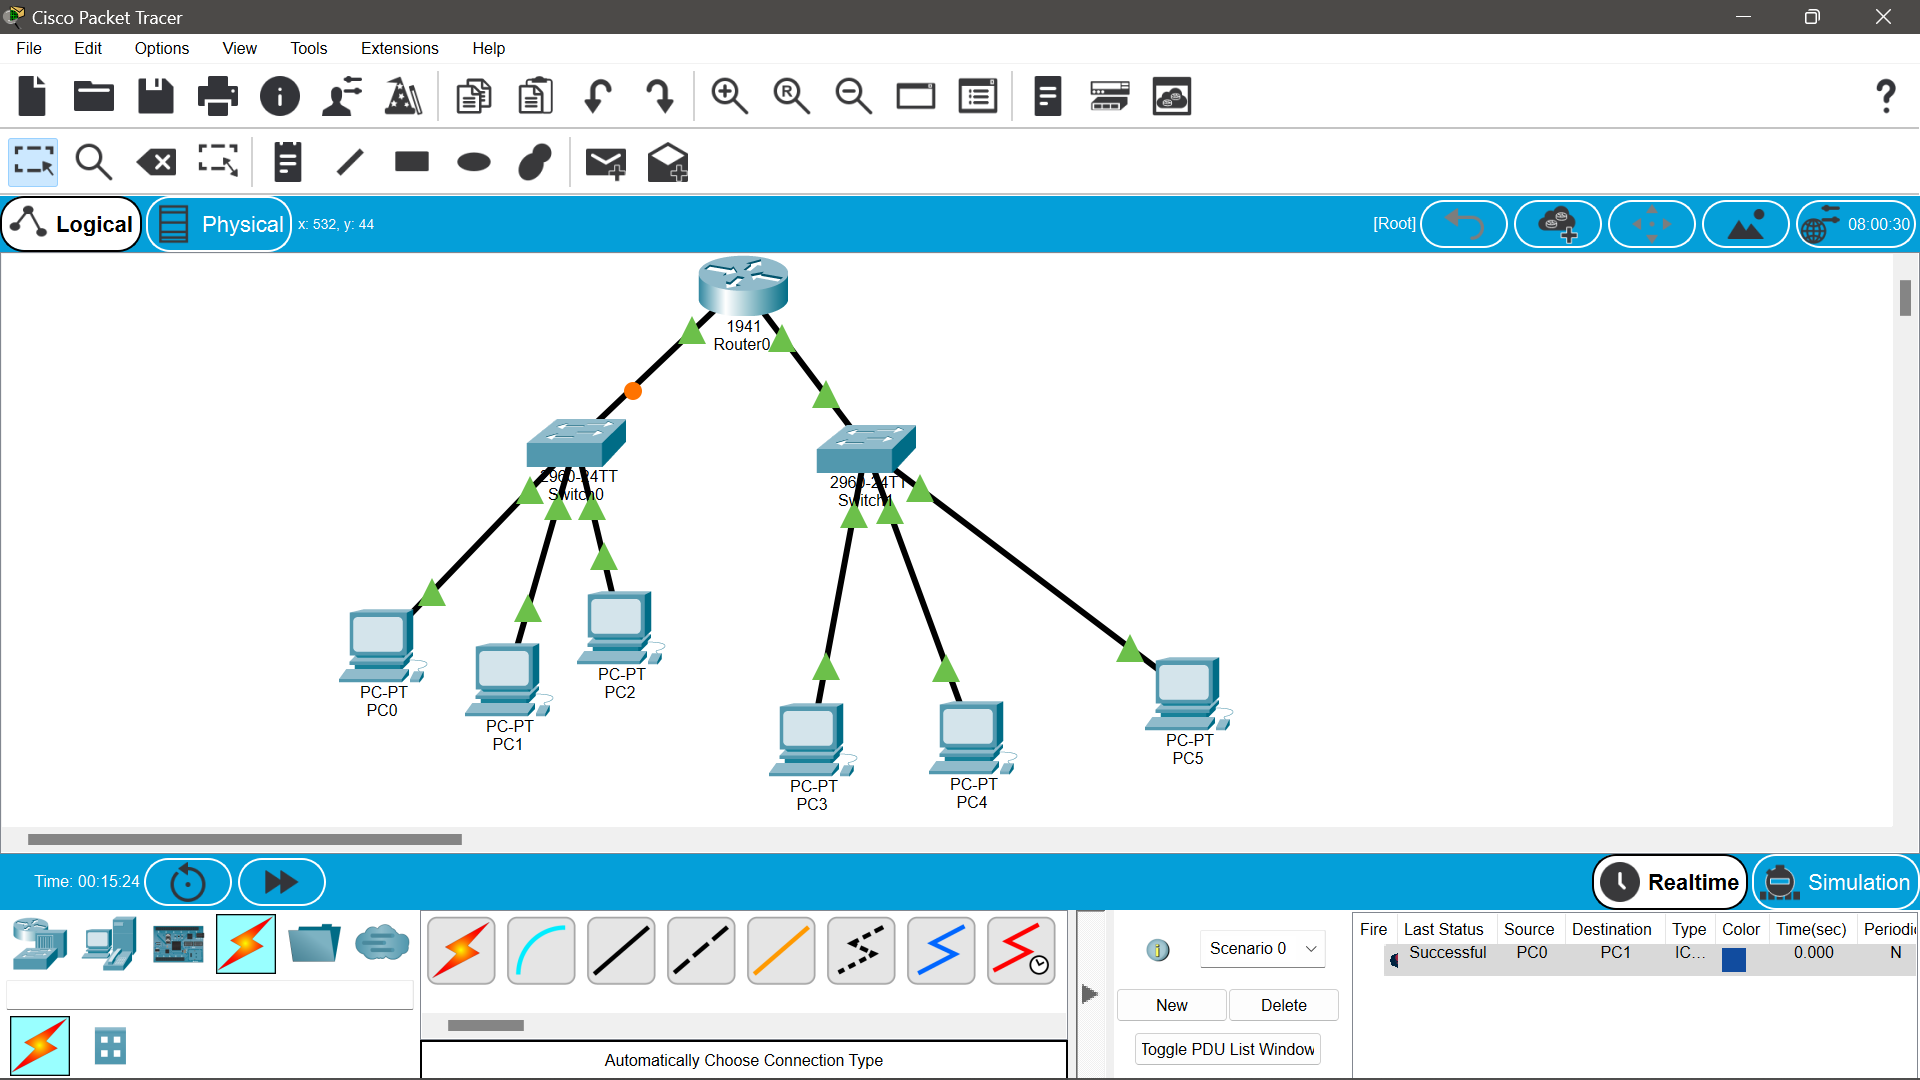 Cisco Packet Tracer
File Edit Options View Tools Extensions Help
Logical Physical x: 532, y: 44 [Root] 08:00:30
1941
Router0
2960-24TT
Switch0
2960-24TT
Switch1
PC-PT
PC0
PC-PT
PC1
PC-PT
PC2
PC-PT
PC3
PC-PT
PC4
PC-PT
PC5
Time: 00:15:24 Realtime Simulation
Scenario 0
New Delete
Toggle PDU List Window
Fire Last Status Source Destination Type Color Time(sec) Periodic
Successful PC0 PC1 IC... 0.000 N
Automatically Choose Connection Type